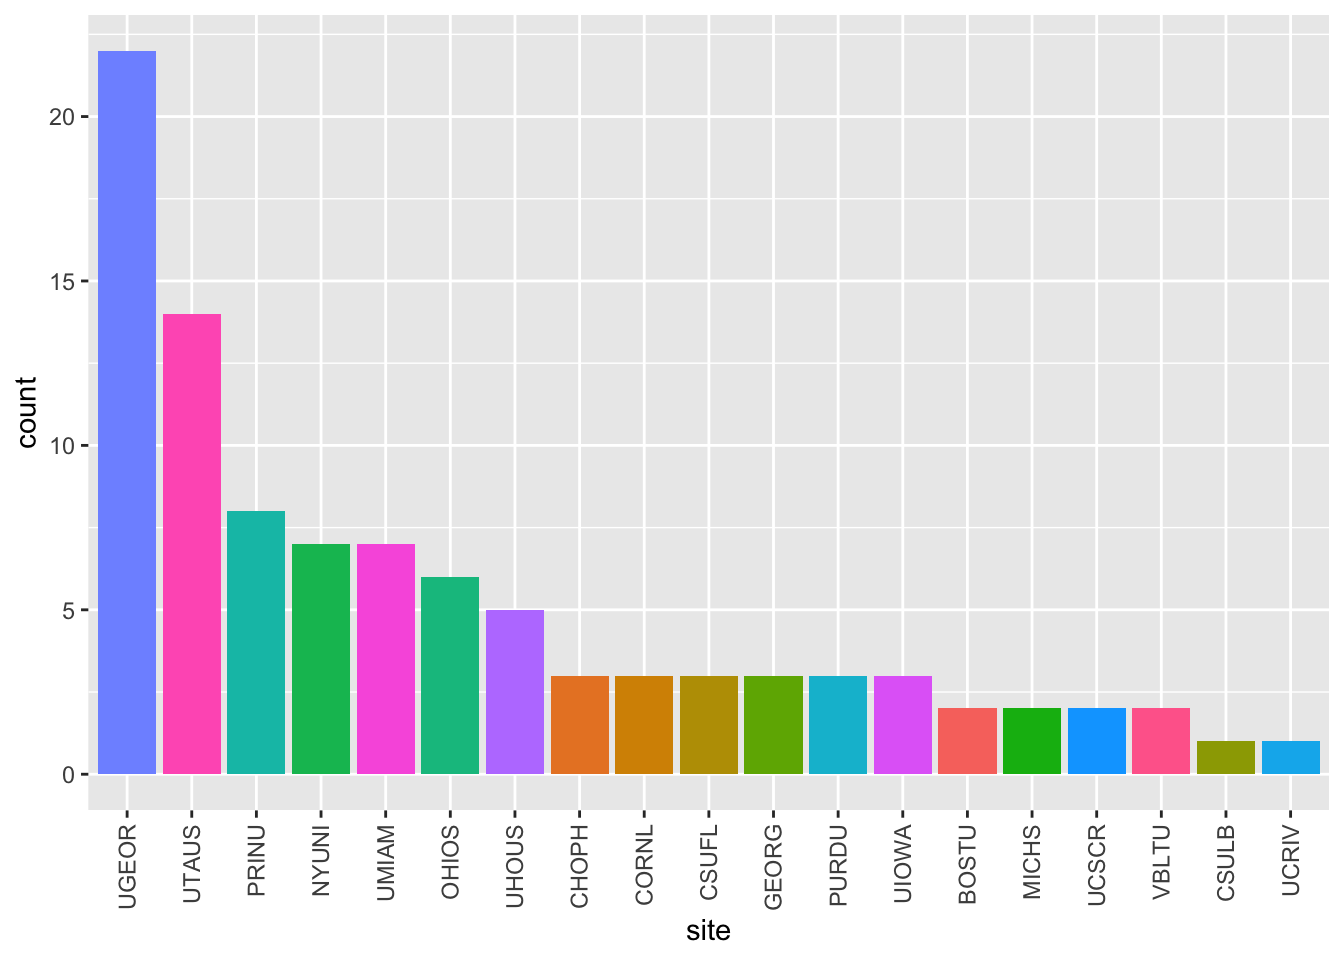 20
15
10
5
0
count
UGEOR
UTAUS
PRINU
NYUNI
UMIAM
OHIOS
UHOUS
CHOPH
CORNL
CSUFL
GEORG
PURDU
UIOWA
BOSTU
MICHS
UCSCR
VBLTU
CSULB
UCRIV
site